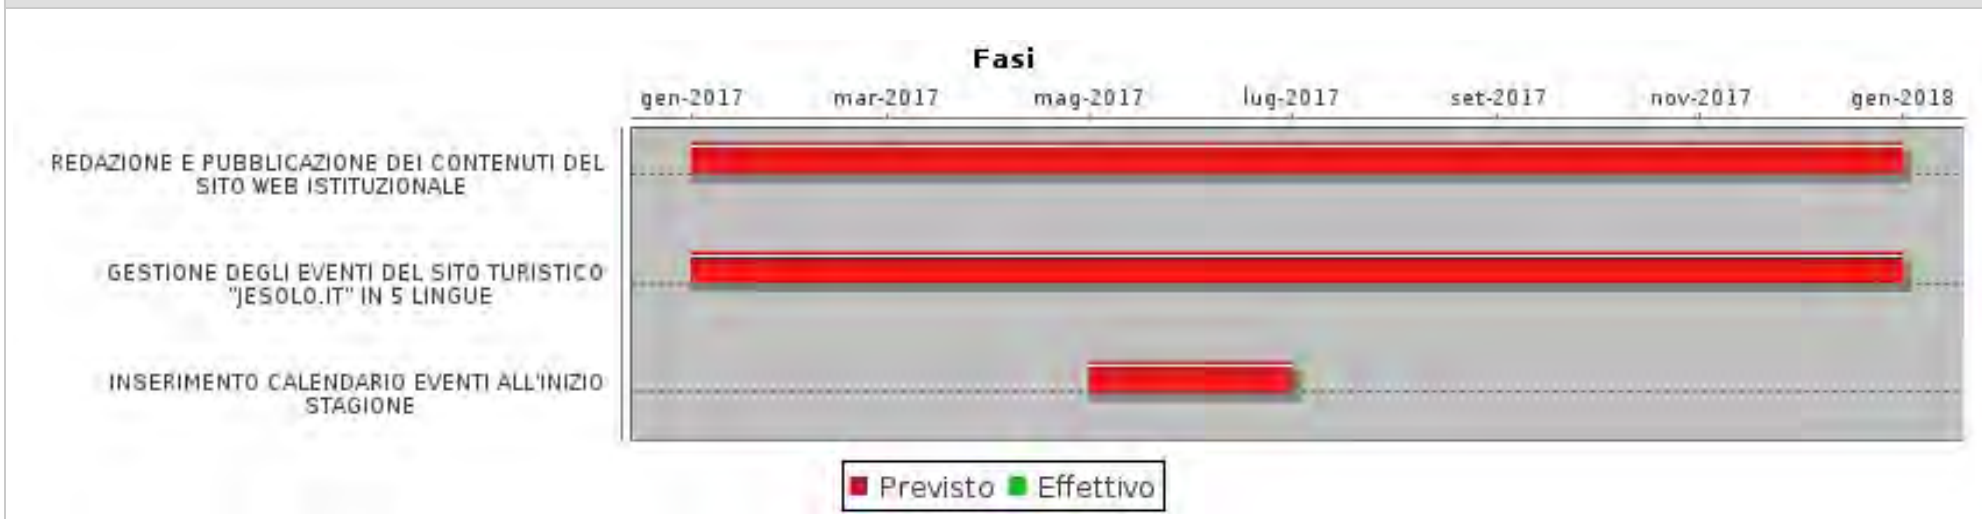 Fasi
gen-2017 mar-2017 mag-2017 lug-2017 set-2017 nov-2017 gen-2018
REDAZIONE E PUBBLICAZIONE DEI CONTENUTI DEL
SITO WEB ISTITUZIONALE
GESTIONE DEGLI EVENTI DEL SITO TURISTICO
"JESOLO.IT" IN 5 LINGUE
INSERIMENTO CALENDARIO EVENTI ALL'INIZIO
STAGIONE
Previsto Effettivo